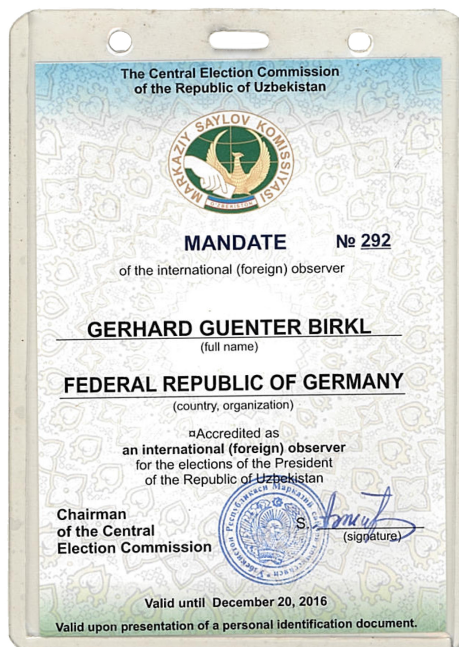 The Central Election Commission
of the Republic of Uzbekistan
MARKAZIY SAYLOV KOMISSIYASI
O'ZBEKISTON
MANDATE № 292
of the international (foreign) observer
GERHARD GUENTER BIRKL
(full name)
FEDERAL REPUBLIC OF GERMANY
(country, organization)
¤Accredited as
an international (foreign) observer
for the elections of the President
of the Republic of Uzbekistan
Chairman
of the Central
Election Commission
S.
(signature)
Valid until December 20, 2016
Valid upon presentation of a personal identification document.